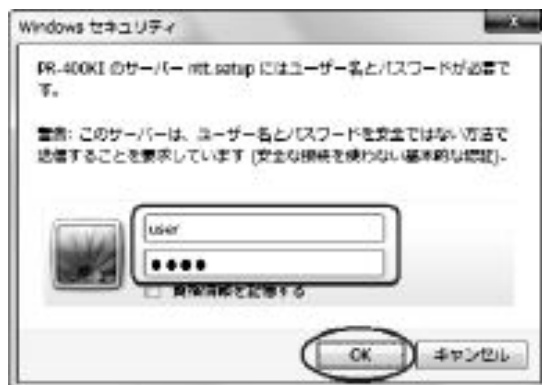 Windows セキュリティ
PR-400KI のサーバー ntt.setup にはユーザー名とパスワードが必要で
す。
警告: このサーバーは、ユーザー名とパスワードを安全ではない方法で
送信することを要求しています (安全な接続を使わない基本的な認証)。
user
●●●●
資格情報を記憶する
OK
キャンセル